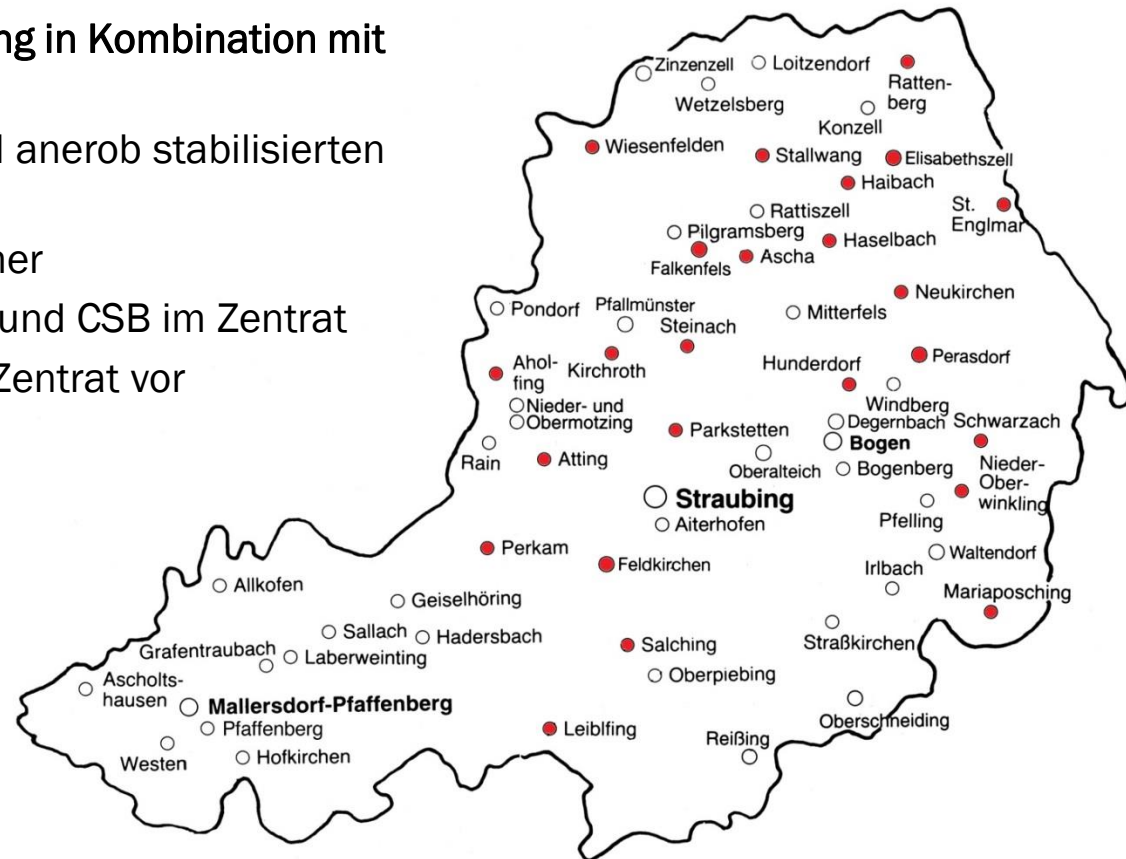 ng in Kombination mit
l anerob stabilisierten
ner
und CSB im Zentrat
Zentrat vor
Zinzenzell
Loitzendorf
Wetzelsberg
Ratten-
berg
Konzell
Wiesenfelden
Stallwang
Elisabethszell
Haibach
St.
Englmar
Rattiszell
Pilgramsberg
Haselbach
Falkenfels
Ascha
Neukirchen
Pondorf
Pfallmünster
Mitterfels
Steinach
Kirchroth
Ahol-
fing
Hunderdorf
Perasdorf
Windberg
Nieder- und
Obermotzing
Degernbach
Schwarzach
Parkstetten
Bogen
Rain
Atting
Oberalteich
Bogenberg
Nieder-
Ober-
winkling
Straubing
Pfelling
Aiterhofen
Perkam
Feldkirchen
Waltendorf
Irlbach
Mariaposching
Allkofen
Geiselhöring
Sallach
Hadersbach
Straßkirchen
Salching
Grafentraubach
Laberweinting
Oberpiebing
Ascholts-
hausen
Mallersdorf-Pfaffenberg
Pfaffenberg
Leiblfing
Oberschneiding
Reißing
Westen
Hofkirchen